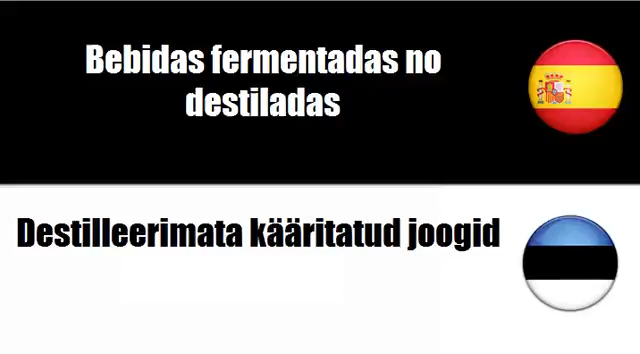 Bebidas fermentadas no
destiladas
Destilleerimata kääritatud joogid